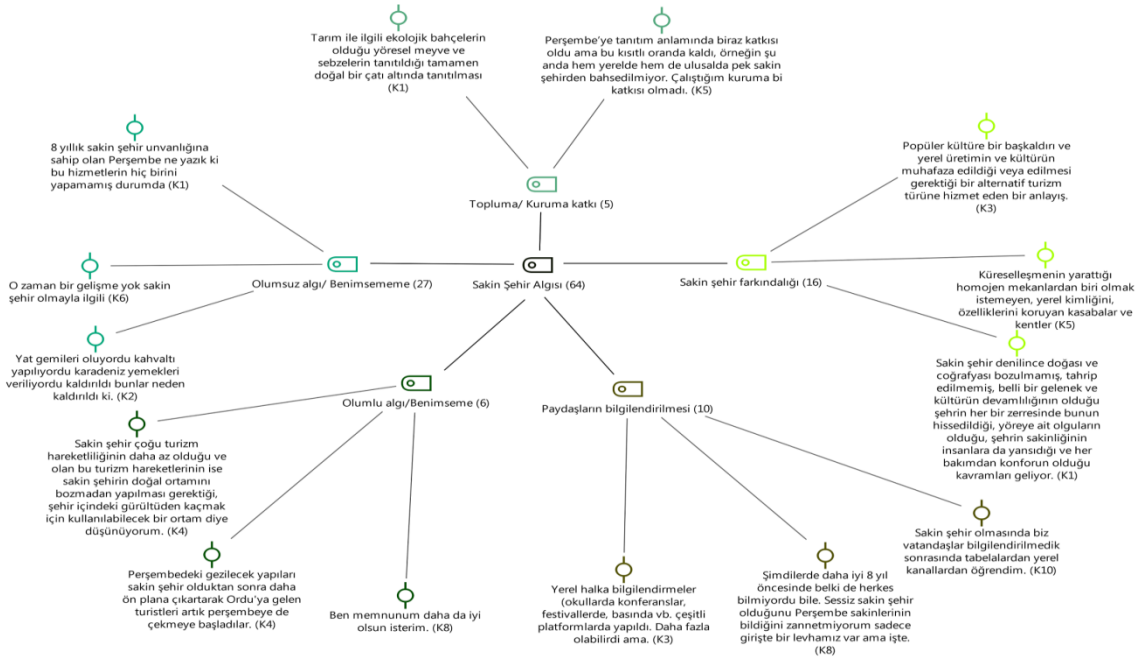 Tarım ile ilgili ekolojik bahçelerin
olduğu yöresel meyve ve
sebzelerin tanıtıldığı tamamen
doğal bir çatı altında tanıtılması
(K1)
Perşembe'ye tanıtım anlamında biraz katkısı
oldu ama bu kısıtlı oranda kaldı, örneğin şu
anda hem yerelde hem de ulusalda pek sakin
şehirden bahsedilmiyor. Çalıştığım kuruma bi
katkısı olmadı. (K5)
8 yıllık sakin şehir unvanlığına
sahip olan Perşembe ne yazık ki
bu hizmetlerin hiç birini
yapamamış durumda (K1)
Popüler kültüre bir başkaldırı ve
yerel üretimin ve kültürün
muhafaza edildiği veya edilmesi
gerektiği bir alternatif turizm
türüne hizmet eden bir anlayış.
(K3)
Topluma/ Kuruma katkı (5)
O zaman bir gelişme yok sakin
şehir olmayla ilgili (K6)
Olumsuz algı/ Benimsememe (27)
Sakin Şehir Algısı (64)
Sakin şehir farkındalığı (16)
Küreselleşmenin yarattığı
homojen mekanlardan biri olmak
istemeyen, yerel kimliğini,
özelliklerini koruyan kasabalar ve
kentler (K5)
Yat gemileri oluyordu kahvaltı
yapılıyordu karadeniz yemekleri
veriliyordu kaldırıldı bunlar neden
kaldırıldı ki. (K2)
Sakin şehir denilince doğası ve
coğrafyası bozulmamış, tahrip
edilmemiş, belli bir gelenek ve
kültürün devamlılığının olduğu
şehrin her bir zerresinde bunun
hissedildiği, yöreye ait olguların
olduğu, şehrin sakinliğinin
insanlara da yansıdığı ve her
bakımdan konforun olduğu
kavramları geliyor. (K1)
Olumlu algı/Benimseme (6)
Paydaşların bilgilendirilmesi (10)
Sakin şehir çoğu turizm
hareketliliğinin daha az olduğu ve
olan bu turizm hareketlerinin ise
sakin şehirin doğal ortamını
bozmadan yapılması gerektiği,
şehir içindeki gürültüden kaçmak
için kullanılabilecek bir ortam diye
düşünüyorum. (K4)
Perşembedeki gezilecek yapıları
sakin şehir olduktan sonra daha
ön plana çıkartarak Ordu'ya gelen
turistleri artık perşembeye de
çekmeye başladılar. (K4)
Ben memnunum daha da iyi
olsun isterim. (K8)
Yerel halka bilgilendirmeler
(okullarda konferanslar,
festivallerde, basında vb. çeşitli
platformlarda yapıldı. Daha fazla
olabilirdi ama. (K3)
Şimdilerde daha iyi 8 yıl
öncesinde belki de herkes
bilmiyordu bile. Sessiz sakin şehir
olduğunu Perşembe sakinlerinin
bildiğini zannetmiyorum sadece
girişte bir levhamız var ama işte.
(K8)
Sakin şehir olmasında biz
vatandaşlar bilgilendirilmedik
sonrasında tabelalardan yerel
kanallardan öğrendim. (K10)